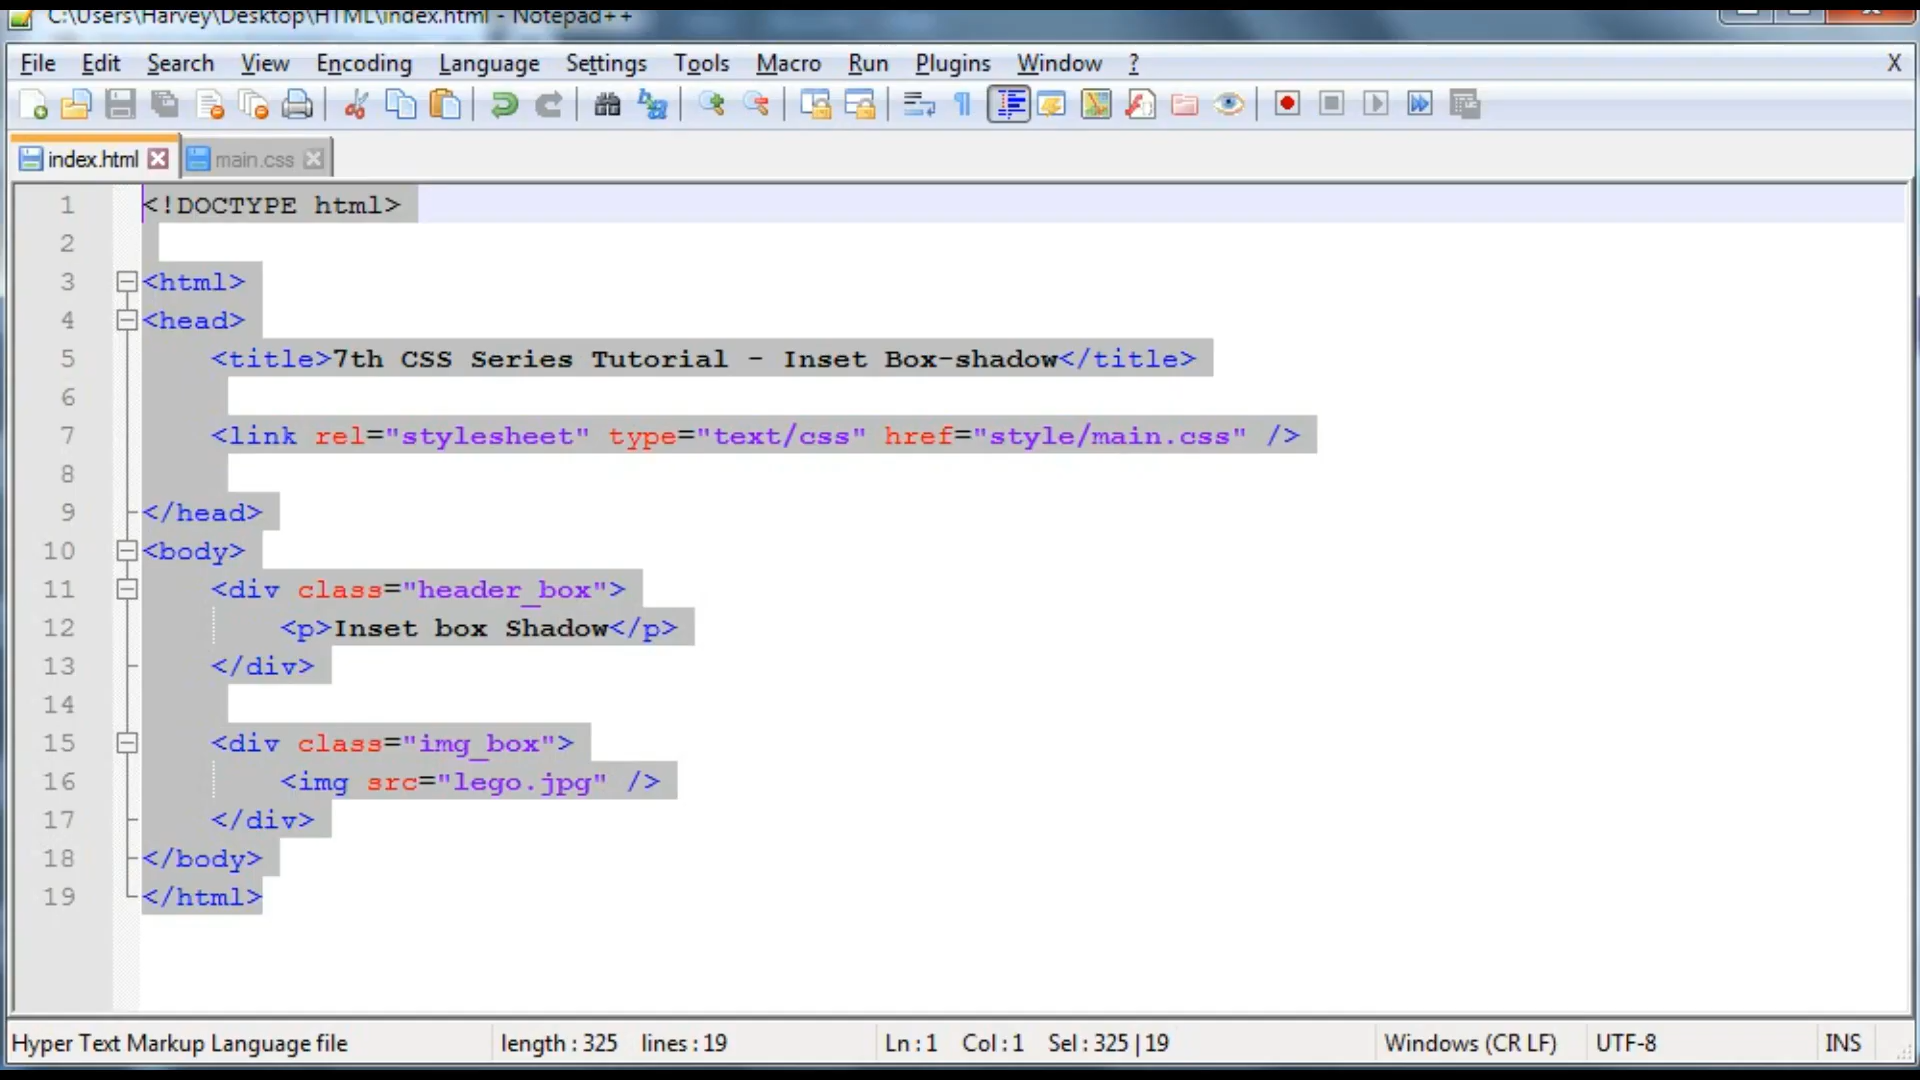 C:\Users\Harvey\Desktop\HTML\index.html - Notepad++
File Edit Search View Encoding Language Settings Tools Macro Run Plugins Window ? X
index.html main.css
1 <!DOCTYPE html>
2
3 <html>
4 <head>
5 <title>7th CSS Series Tutorial - Inset Box-shadow</title>
6
7 <link rel="stylesheet" type="text/css" href="style/main.css" />
8
9 </head>
10 <body>
11 <div class="header_box">
12 <p>Inset box Shadow</p>
13 </div>
14
15 <div class="img_box">
16 <img src="lego.jpg" />
17 </div>
18 </body>
19 </html>
Hyper Text Markup Language file length : 325 lines : 19 Ln : 1 Col : 1 Sel : 325 | 19 Windows (CR LF) UTF-8 INS